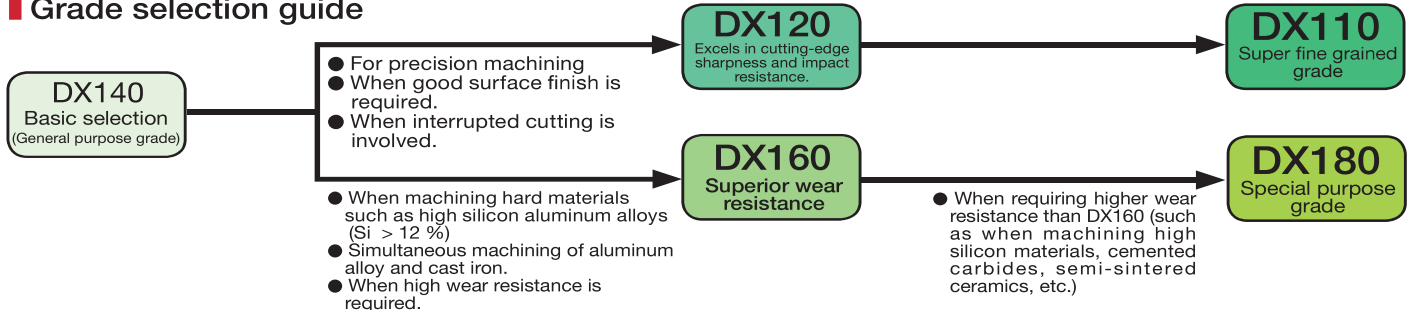 Grade selection guide
DX140
Basic selection
(General purpose grade)
● For precision machining
● When good surface finish is
required.
● When interrupted cutting is
involved.
DX120
Excels in cutting-edge
sharpness and impact
resistance.
DX110
Super fine grained
grade
● When machining hard materials
such as high silicon aluminum alloys
(Si > 12 %)
● Simultaneous machining of aluminum
alloy and cast iron.
● When high wear resistance is
required.
DX160
Superior wear
resistance
● When requiring higher wear
resistance than DX160 (such
as when machining high
silicon materials, cemented
carbides, semi-sintered
ceramics, etc.)
DX180
Special purpose
grade